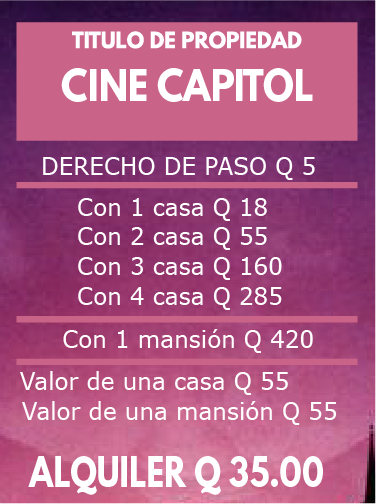 TITULO DE PROPIEDAD
CINE CAPITOL
DERECHO DE PASO Q 5
Con 1 casa Q 18
Con 2 casa Q 55
Con 3 casa Q 160
Con 4 casa Q 285
Con 1 mansión Q 420
Valor de una casa Q 55
Valor de una mansión Q 55
ALQUILER Q 35.00